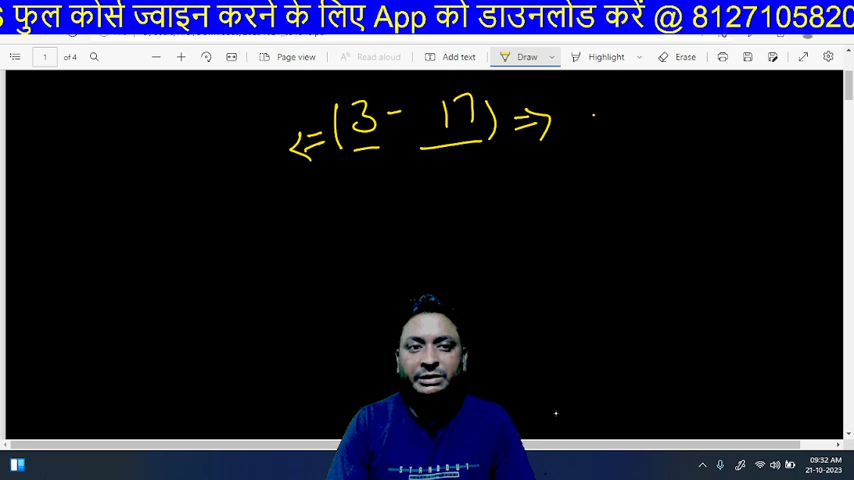 S फुल कोर्स ज्वाइन करने के लिए App को डाउनलोड करें @ 8127105820
1 of 4 Page view Read aloud Add text Draw Highlight Erase
⇐ (3 - 17) ⇒
STARDUST
09:32 AM
21-10-2023